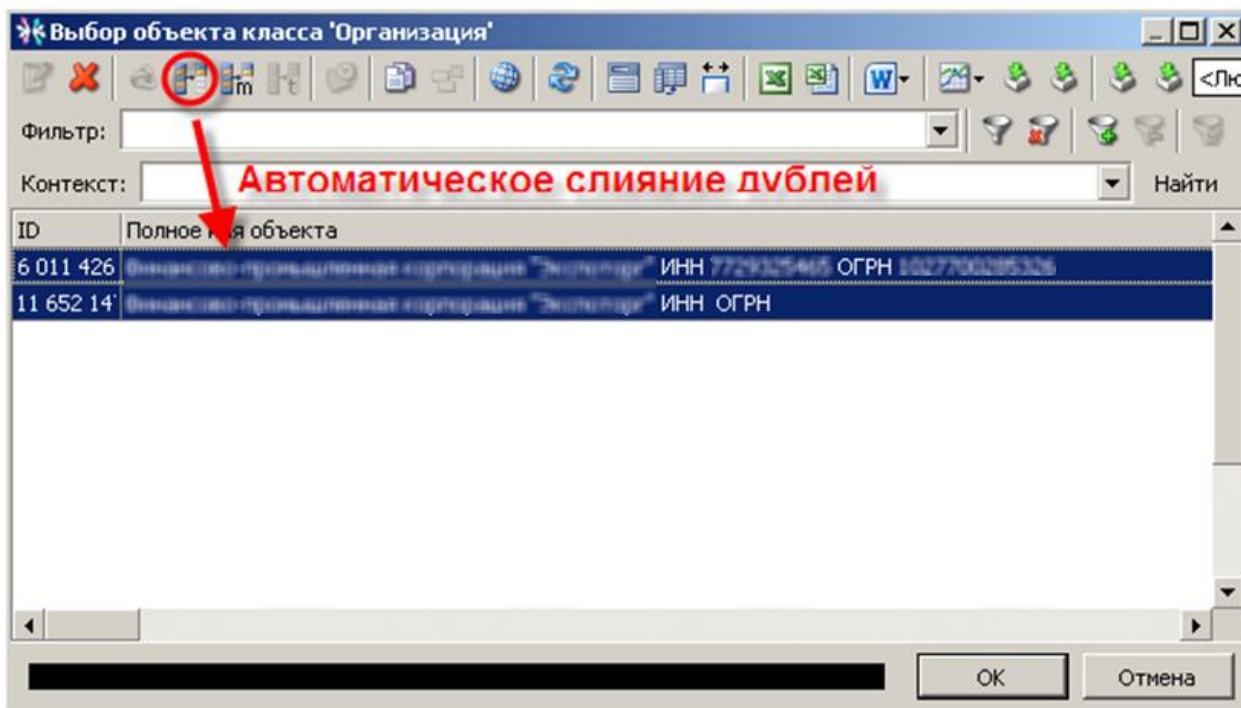 Выбор объекта класса 'Организация'
m t W <Лю
Фильтр:
Контекст: Автоматическое слияние дублей Найти
ID Полное объекта
6 011 426 ИНН ОГРН
11 652 14 ИНН ОГРН
OK Отмена